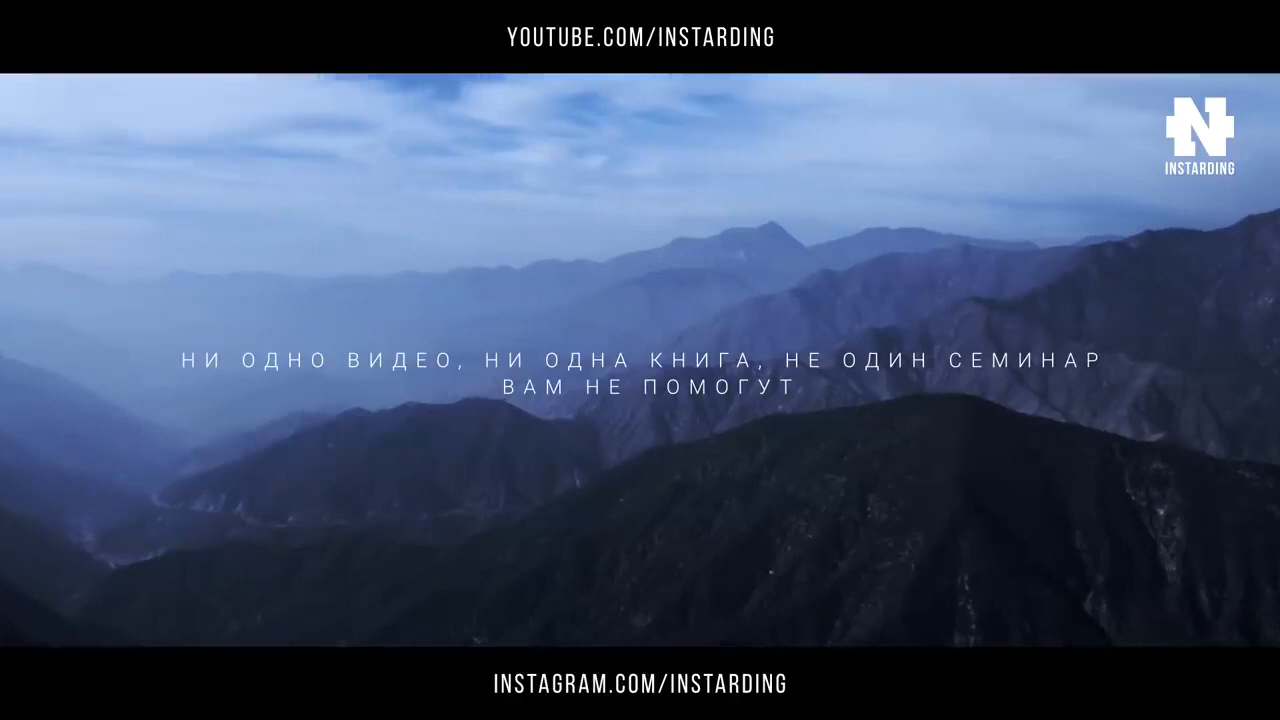 YOUTUBE.COM/INSTARDING
N
INSTARDING
НИ ОДНО ВИДЕО, НИ ОДНА КНИГА, НЕ ОДИН СЕМИНАР
ВАМ НЕ ПОМОГУТ
INSTAGRAM.COM/INSTARDING